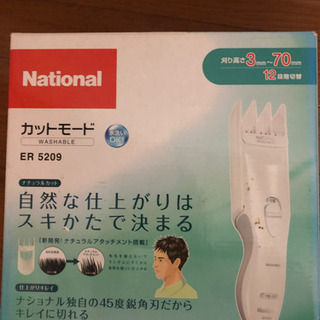 National
刈り高さ3mm~70mm
12段階切替
カットモード
WASHABLE
水洗いOK!
ER 5209
ナチュラルカット
自然な仕上がりは
スキかたで決まる
【新開発】ナチュラルアタッチメント搭載
仕上がりキレイ
ナショナル独自の45度鋭角刃だから
キレイに切れる